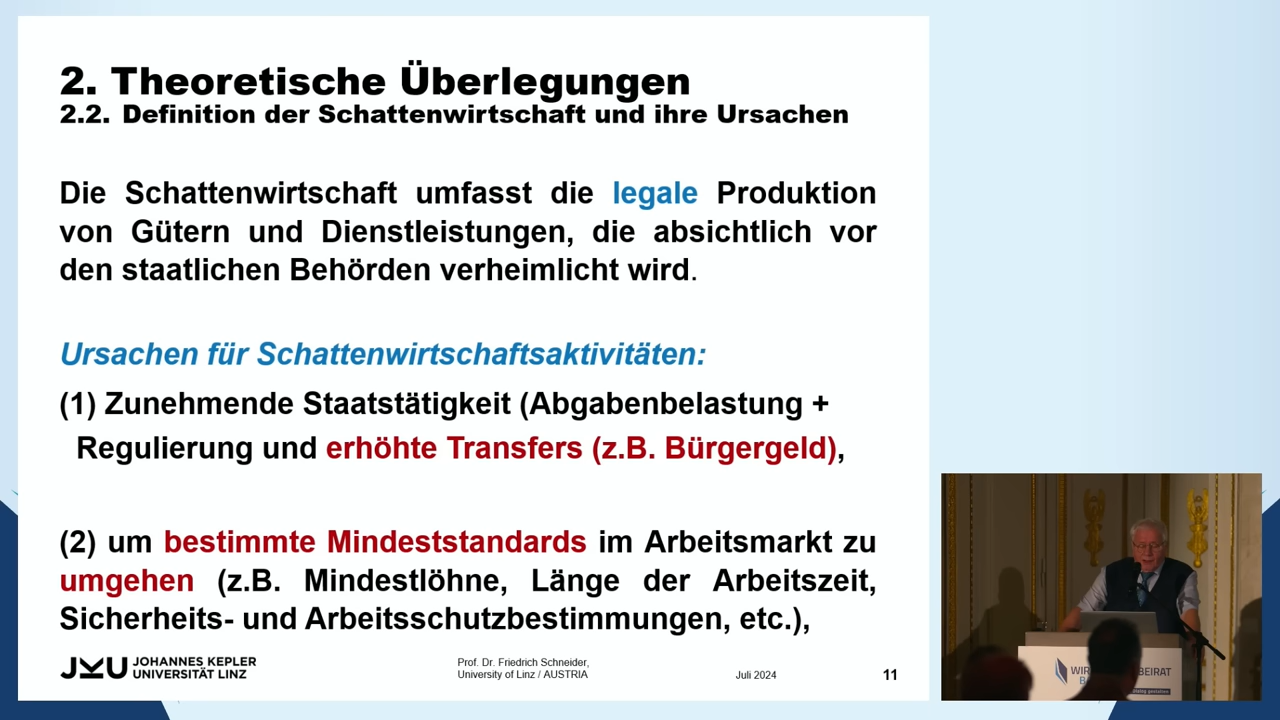 2. Theoretische Überlegungen
2.2. Definition der Schattenwirtschaft und ihre Ursachen
Die Schattenwirtschaft umfasst die legale Produktion
von Gütern und Dienstleistungen, die absichtlich vor
den staatlichen Behörden verheimlicht wird.
Ursachen für Schattenwirtschaftsaktivitäten:
(1) Zunehmende Staatstätigkeit (Abgabenbelastung +
Regulierung und erhöhte Transfers (z.B. Bürgergeld),
(2) um bestimmte Mindeststandards im Arbeitsmarkt zu
umgehen (z.B. Mindestlöhne, Länge der Arbeitszeit,
Sicherheits- und Arbeitsschutzbestimmungen, etc.),
JKU JOHANNES KEPLER
UNIVERSITÄT LINZ
Prof. Dr. Friedrich Schneider,
University of Linz / AUSTRIA
Juli 2024
11
WIR BEIRAT